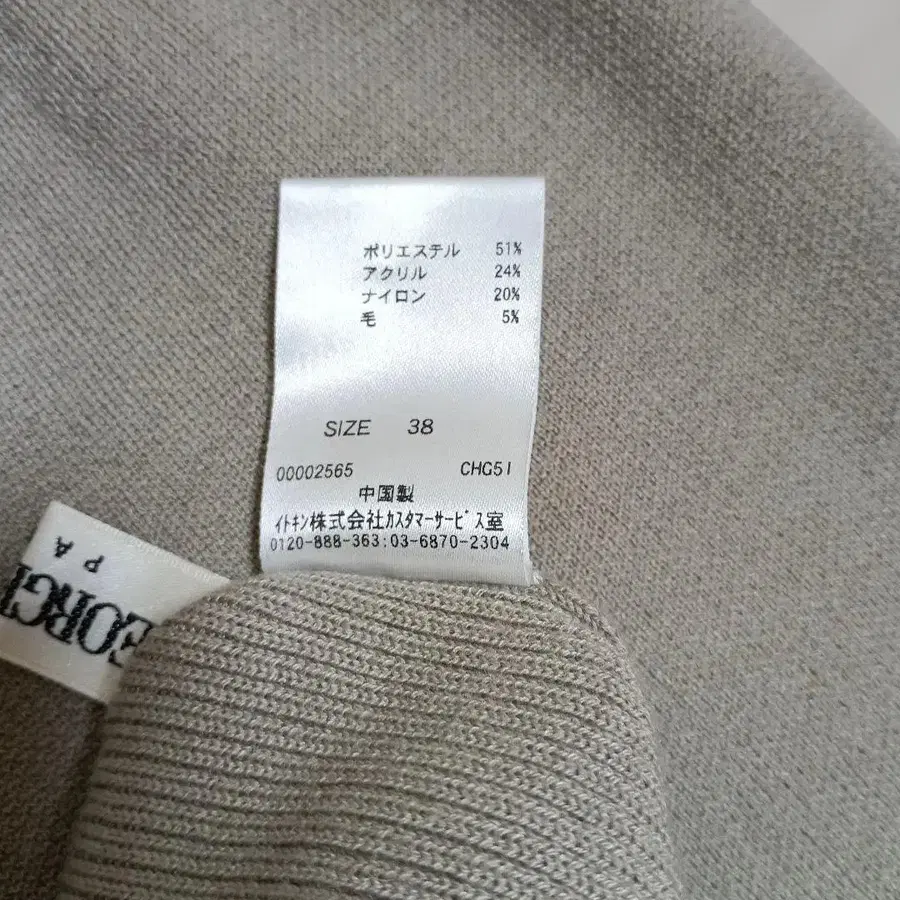 ポリエステル 51%
アクリル 24%
ナイロン 20%
毛 5%
SIZE 38
00002565 CHG51
中国製
イトキン株式会社カスタマーサービス室
0120-888-363:03-6870-2304
EORGE
PA